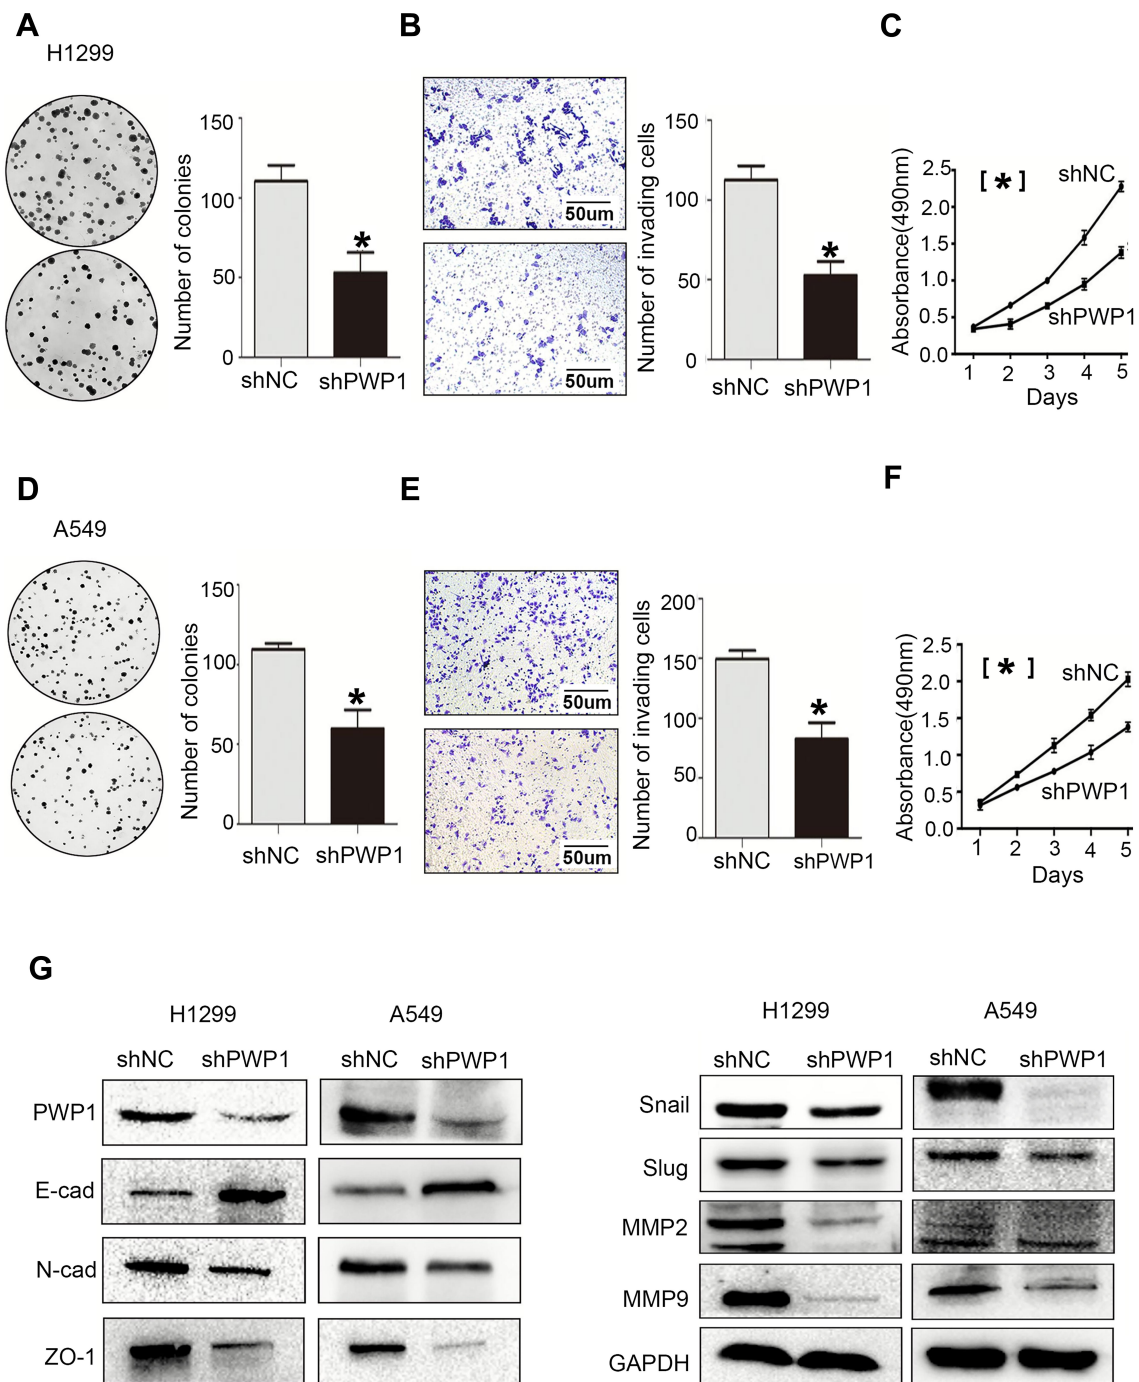 A
H1299
Number of colonies
150
100
50
0
*
shNC
shPWP1
B
50um
50um
Number of invading cells
150
100
50
0
*
shNC
shPWP1
C
Absorbance(490nm)
2.5
2.0
1.5
1.0
0.5
0.0
[*]
shNC
shPWP1
1 2 3 4 5
Days
D
A549
Number of colonies
150
100
50
0
*
shNC
shPWP1
E
50um
50um
Number of invading cells
200
150
100
50
0
*
shNC
shPWP1
F
Absorbance(490nm)
2.5
2.0
1.5
1.0
0.5
0.0
[*]
shNC
shPWP1
1 2 3 4 5
Days
G
H1299 A549
shNC shPWP1 shNC shPWP1
PWP1
E-cad
N-cad
ZO-1
H1299 A549
shNC shPWP1 shNC shPWP1
Snail
Slug
MMP2
MMP9
GAPDH